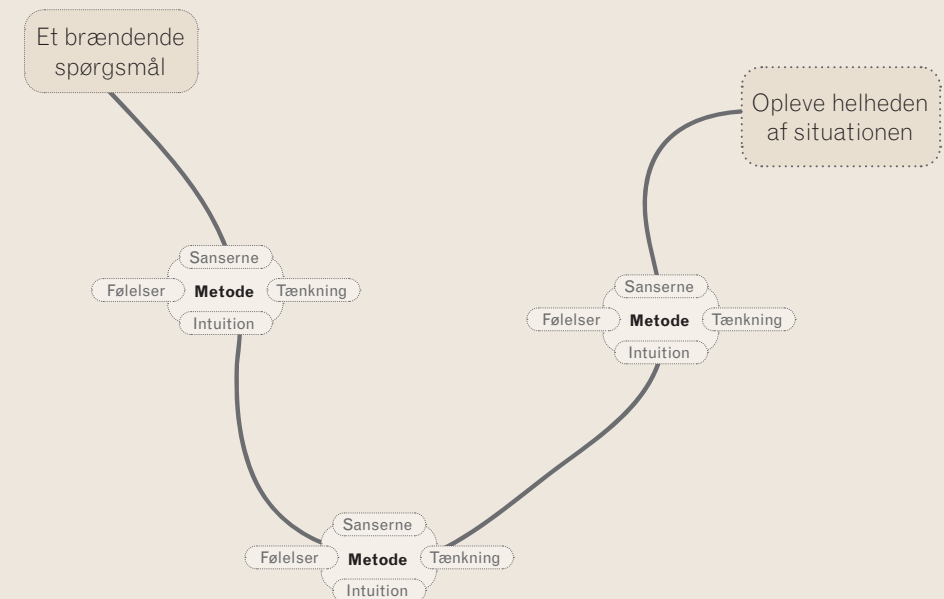 Et brændende
spørgsmål
Opleve helheden
af situationen
Sanserne
Følelser
Metode
Tænkning
Intuition
Sanserne
Følelser
Metode
Tænkning
Intuition
Sanserne
Følelser
Metode
Tænkning
Intuition